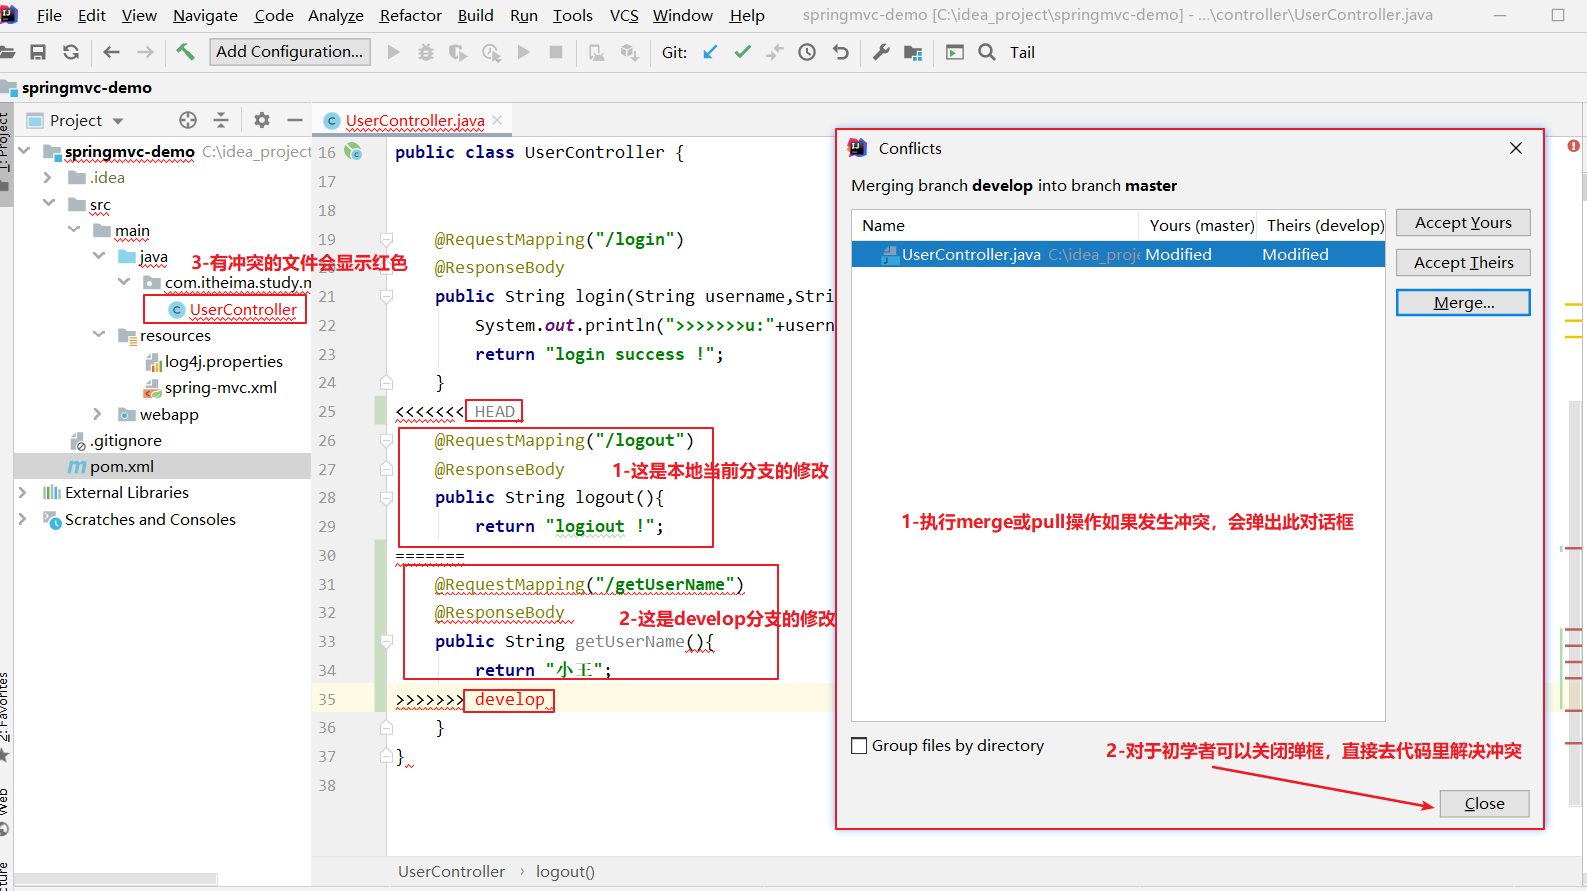 File Edit View Navigate Code Analyze Refactor Build Run Tools VCS Window Help springmvc-demo [C:\idea_project\springmvc-demo] - ...\controller\UserController.java
Add Configuration... Git: Tail
springmvc-demo
Project
UserController.java
1: Project
springmvc-demo C:\idea_project
.idea
src
main
java
3-有冲突的文件会显示红色
com.itheima.study.m
UserController
resources
log4j.properties
spring-mvc.xml
webapp
.gitignore
pom.xml
External Libraries
Scratches and Consoles
2: Favorites
Web
cture
16 public class UserController {
17
18
19 @RequestMapping("/login")
20 @ResponseBody
21 public String login(String username,Stri
22 System.out.println(">>>>>>>u:"+usern
23 return "login success !";
24 }
25 <<<<<<< HEAD
26 @RequestMapping("/logout")
27 @ResponseBody
1-这是本地当前分支的修改
28 public String logout(){
29 return "logiout !";
30 =======
31 @RequestMapping("/getUserName")
32 @ResponseBody
2-这是develop分支的修改
33 public String getUserName(){
34 return "小王";
35 >>>>>>> develop
36 }
37 }
38
UserController › logout()
Conflicts
Merging branch develop into branch master
Name Yours (master) Theirs (develop)
UserController.java C:\idea_proje Modified Modified
Accept Yours
Accept Theirs
Merge...
1-执行merge或pull操作如果发生冲突，会弹出此对话框
Group files by directory
2-对于初学者可以关闭弹框，直接去代码里解决冲突
Close